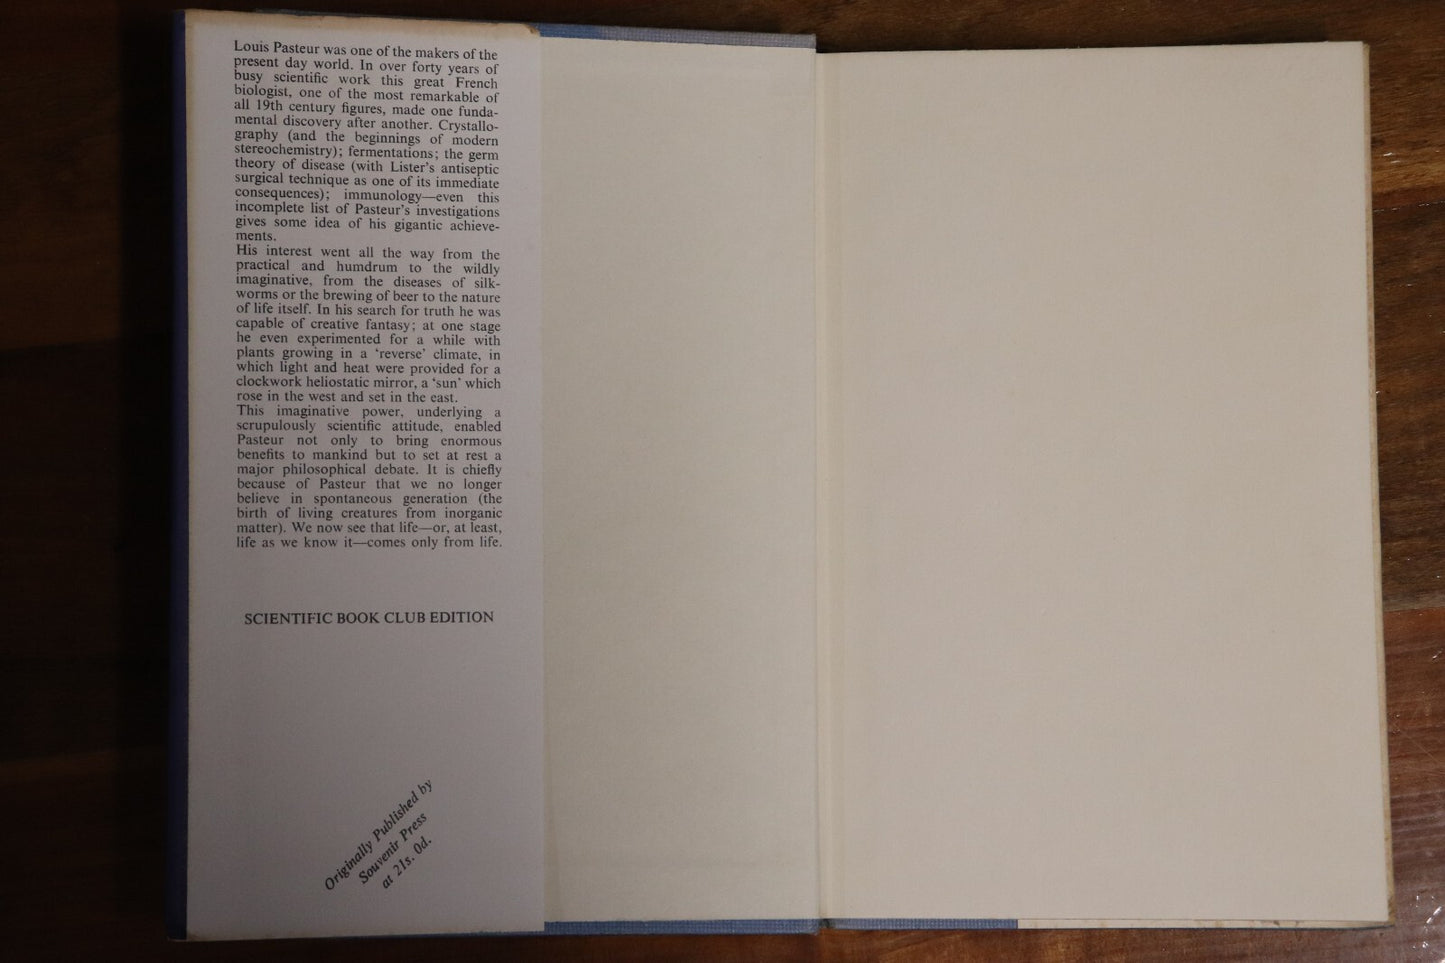 Louis Pasteur was one of the makers of the
present day world. In over forty years of
busy scientific work this great French
biologist, one of the most remarkable of
all 19th century figures, made one funda-
mental discovery after another. Crystallo-
graphy (and the beginnings of modern
stereochemistry); fermentations; the germ
theory of disease (with Lister's antiseptic
surgical technique as one of its immediate
consequences); immunology—even this
incomplete list of Pasteur's investigations
gives some idea of his gigantic achieve-
ments.
His interest went all the way from the
practical and humdrum to the wildly
imaginative, from the diseases of silk-
worms or the brewing of beer to the nature
of life itself. In his search for truth he was
capable of creative fantasy; at one stage
he even experimented for a while with
plants growing in a 'reverse' climate, in
which light and heat were provided for a
clockwork heliostatic mirror, a 'sun' which
rose in the west and set in the east.
This imaginative power, underlying a
scrupulously scientific attitude, enabled
Pasteur not only to bring enormous
benefits to mankind but to set at rest a
major philosophical debate. It is chiefly
because of Pasteur that we no longer
believe in spontaneous generation (the
birth of living creatures from inorganic
matter). We now see that life—or, at least,
life as we know it—comes only from life.
SCIENTIFIC BOOK CLUB EDITION
Originally Published by
Souvenir Press
at 21s. 0d.